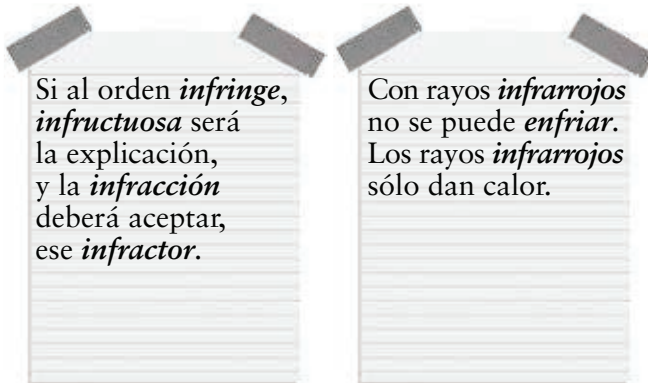 Si al orden infringe,
infructuosa será
la explicación,
y la infracción
deberá aceptar,
ese infractor.
Con rayos infrarrojos
no se puede enfriar.
Los rayos infrarrojos
sólo dan calor.